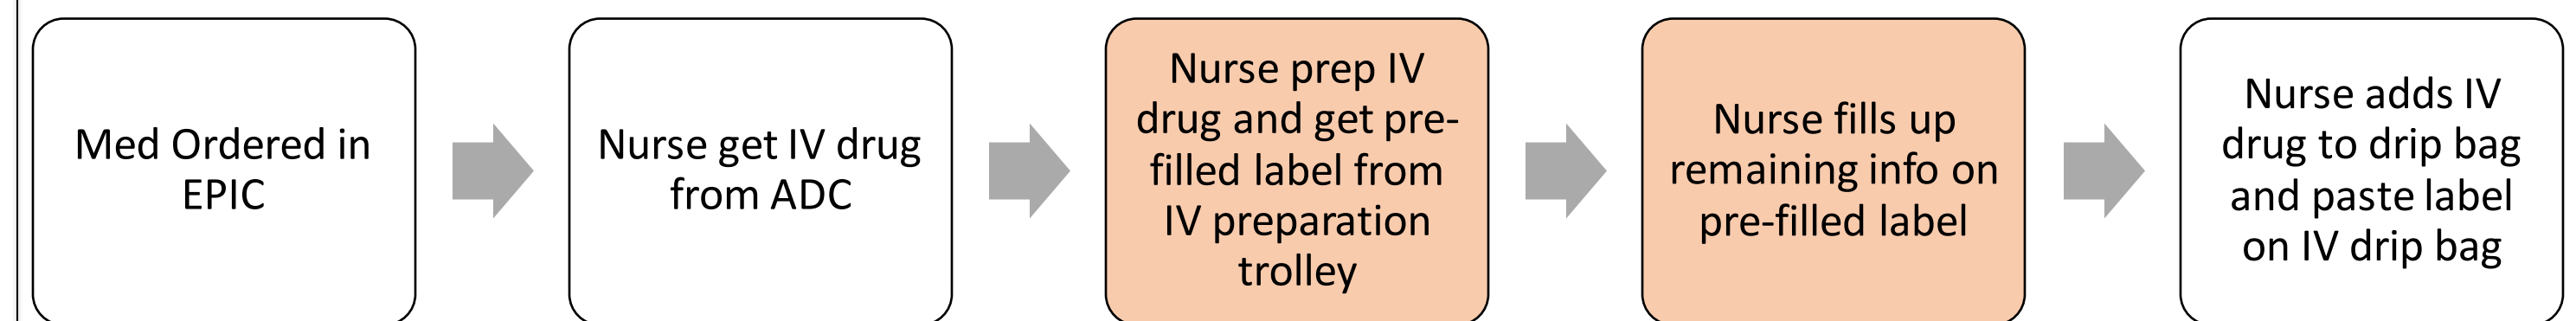 Med Ordered in
EPIC
Nurse get IV drug
from ADC
Nurse prep IV
drug and get pre-
filled label from
IV preparation
trolley
Nurse fills up
remaining info on
pre-filled label
Nurse adds IV
drug to drip bag
and paste label
on IV drip bag